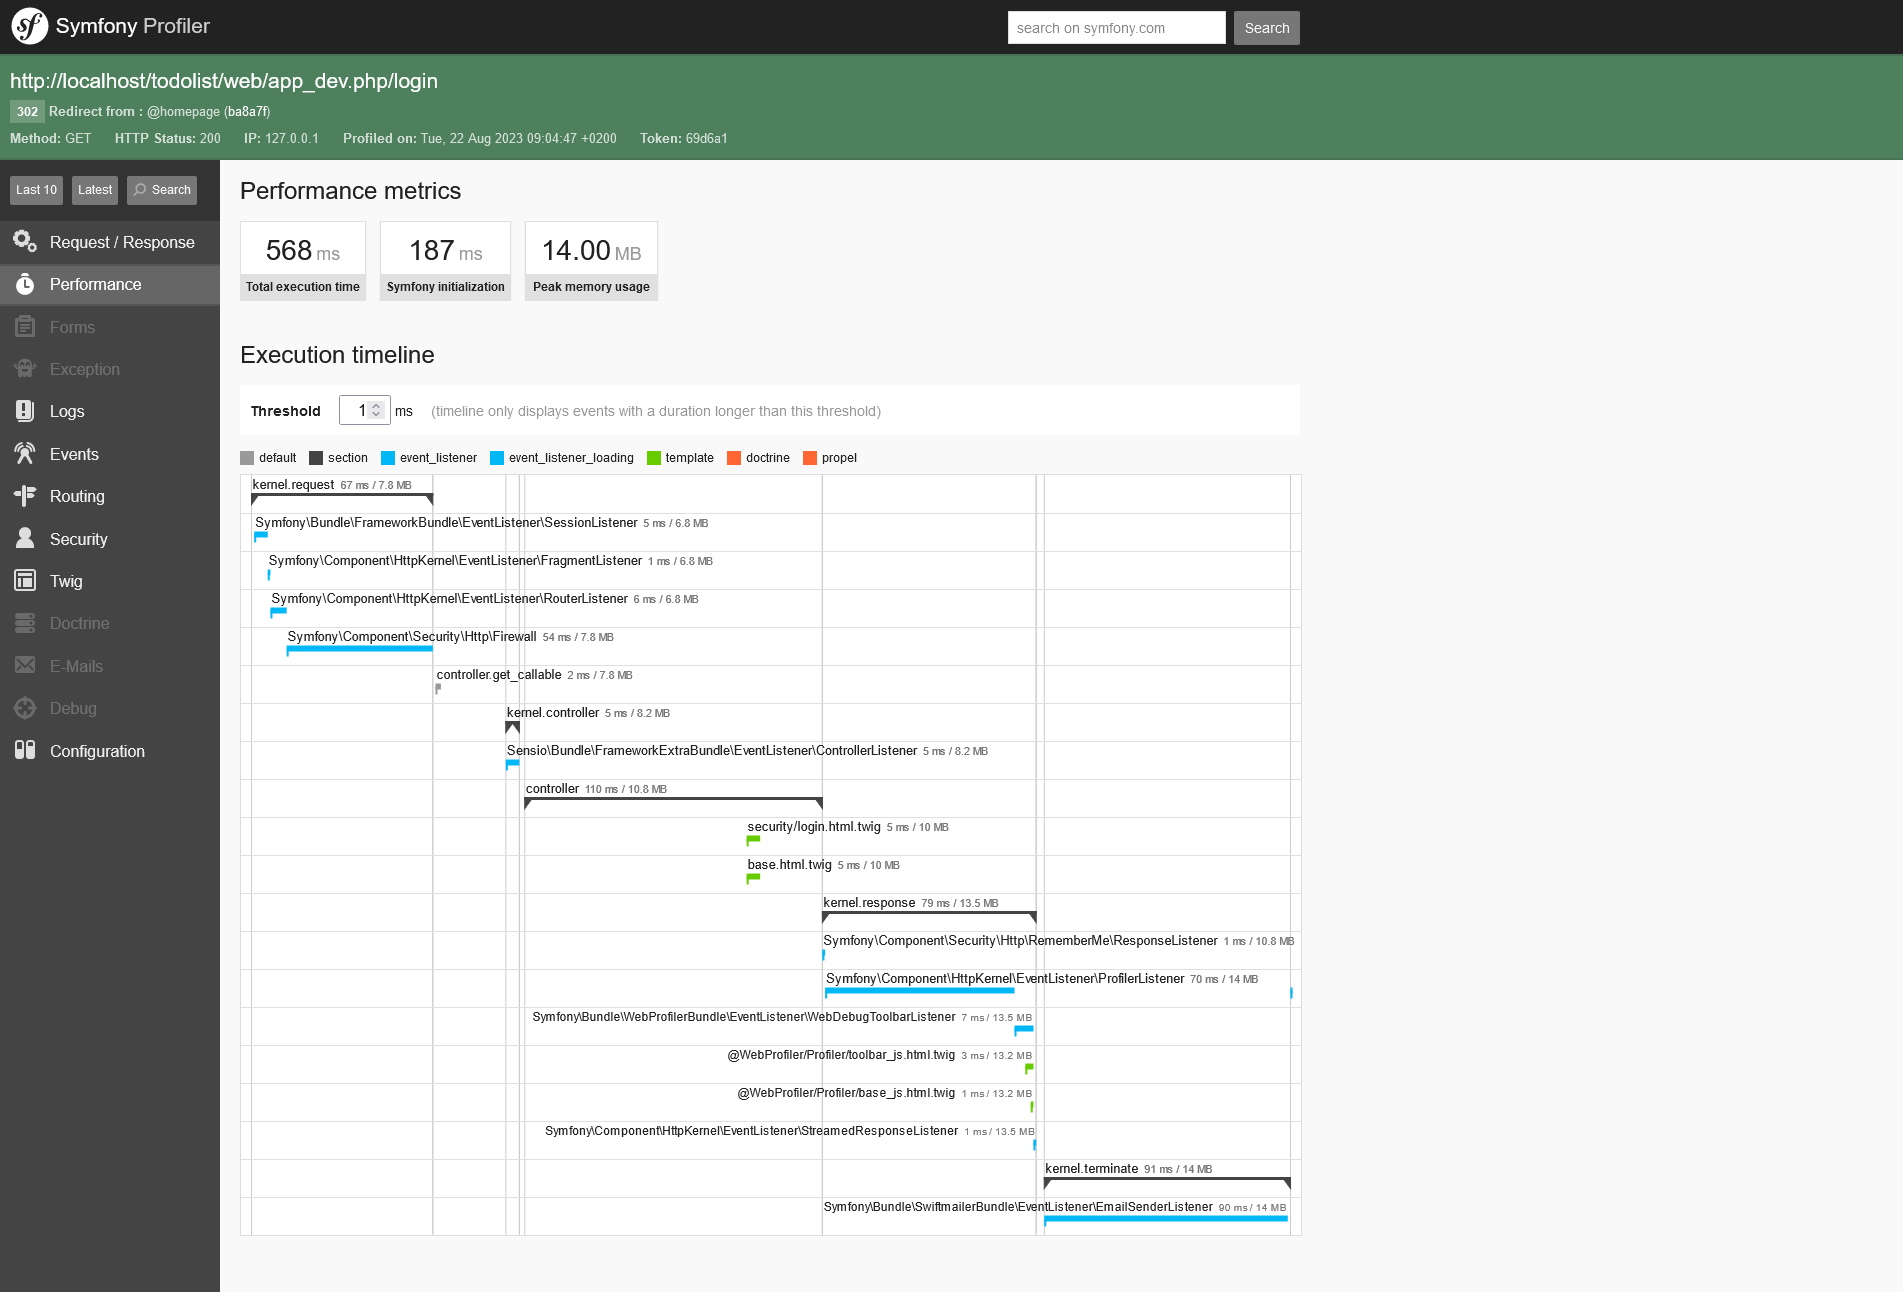 sf Symfony Profiler
search on symfony.com Search
http://localhost/todolist/web/app_dev.php/login
302 Redirect from : @homepage (ba8a7f)
Method: GET HTTP Status: 200 IP: 127.0.0.1 Profiled on: Tue, 22 Aug 2023 09:04:47 +0200 Token: 69d6a1
Last 10 Latest Search
Request / Response
Performance
Forms
Exception
Logs
Events
Routing
Security
Twig
Doctrine
E-Mails
Debug
Configuration
Performance metrics
568 ms
Total execution time
187 ms
Symfony initialization
14.00 MB
Peak memory usage
Execution timeline
Threshold 1 ms (timeline only displays events with a duration longer than this threshold)
default section event_listener event_listener_loading template doctrine propel
kernel.request 67 ms / 7.8 MB
Symfony\Bundle\FrameworkBundle\EventListener\SessionListener 5 ms / 6.8 MB
Symfony\Component\HttpKernel\EventListener\FragmentListener 1 ms / 6.8 MB
Symfony\Component\HttpKernel\EventListener\RouterListener 6 ms / 6.8 MB
Symfony\Component\Security\Http\Firewall 54 ms / 7.8 MB
controller.get_callable 2 ms / 7.8 MB
kernel.controller 5 ms / 8.2 MB
Sensio\Bundle\FrameworkExtraBundle\EventListener\ControllerListener 5 ms / 8.2 MB
controller 110 ms / 10.8 MB
security/login.html.twig 5 ms / 10 MB
base.html.twig 5 ms / 10 MB
kernel.response 79 ms / 13.5 MB
Symfony\Component\Security\Http\RememberMe\ResponseListener 1 ms / 10.8 MB
Symfony\Component\HttpKernel\EventListener\ProfilerListener 70 ms / 14 MB
Symfony\Bundle\WebProfilerBundle\EventListener\WebDebugToolbarListener 7 ms / 13.5 MB
@WebProfiler/Profiler/toolbar_js.html.twig 3 ms / 13.2 MB
@WebProfiler/Profiler/base_js.html.twig 1 ms / 13.2 MB
Symfony\Component\HttpKernel\EventListener\StreamedResponseListener 1 ms / 13.5 MB
kernel.terminate 91 ms / 14 MB
Symfony\Bundle\SwiftmailerBundle\EventListener\EmailSenderListener 90 ms / 14 MB